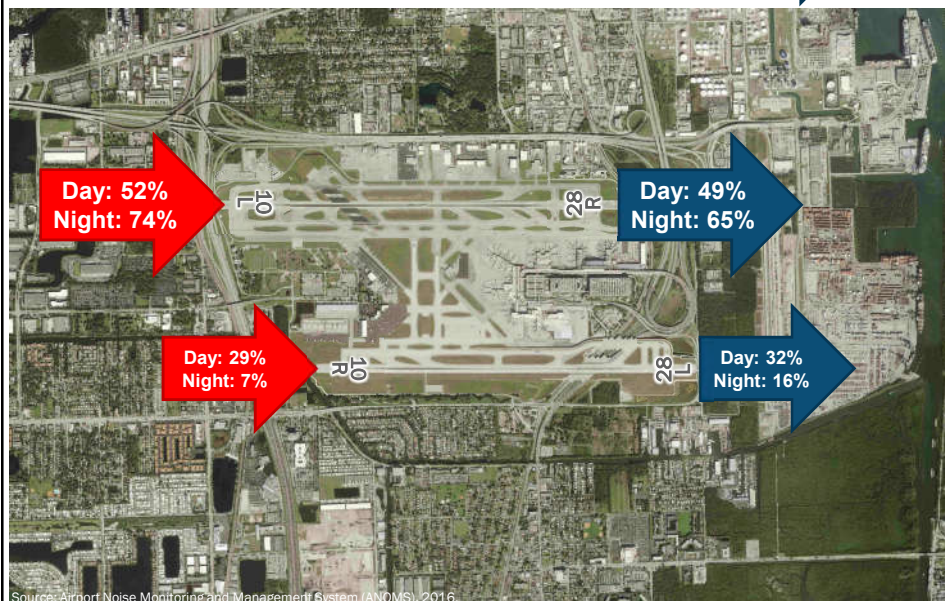 Day: 52%
Night: 74%
10
L
28
R
Day: 49%
Night: 65%
Day: 29%
Night: 7%
10
R
28
L
Day: 32%
Night: 16%
Source: Airport Noise Monitoring and Management System (ANOMS), 2016